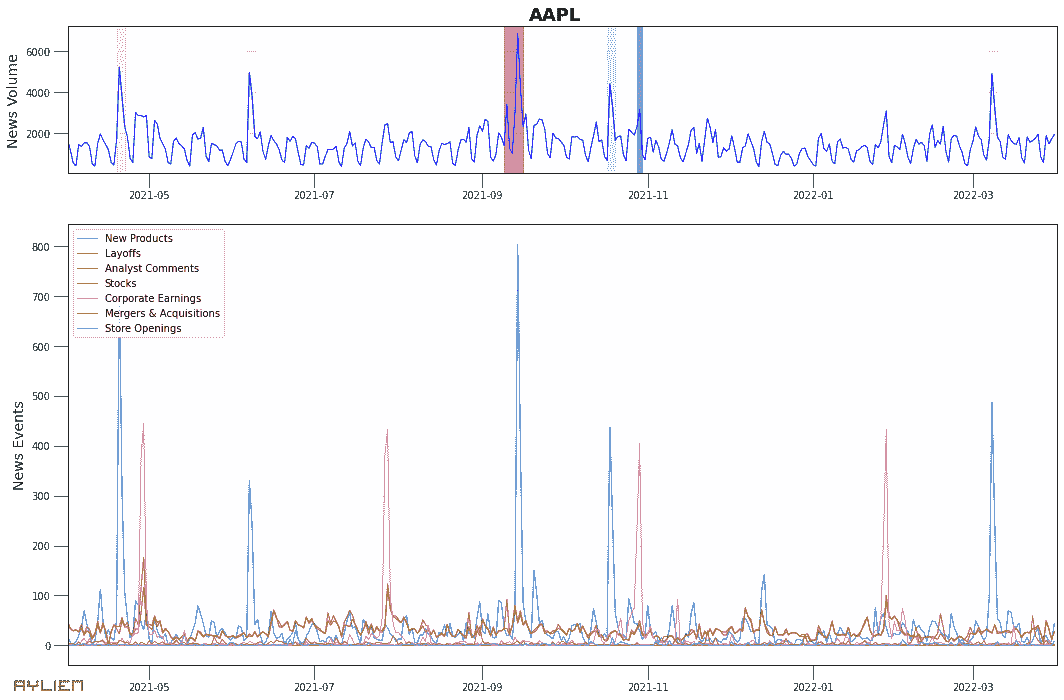 AAPL
News Volume
6000
4000
2000
2021-05 2021-07 2021-09 2021-11 2022-01 2022-03
New Products
Layoffs
Analyst Comments
Stocks
Corporate Earnings
Mergers & Acquisitions
Store Openings
News Events
800
700
600
500
400
300
200
100
0
2021-05 2021-07 2021-09 2021-11 2022-01 2022-03
AYLIEN